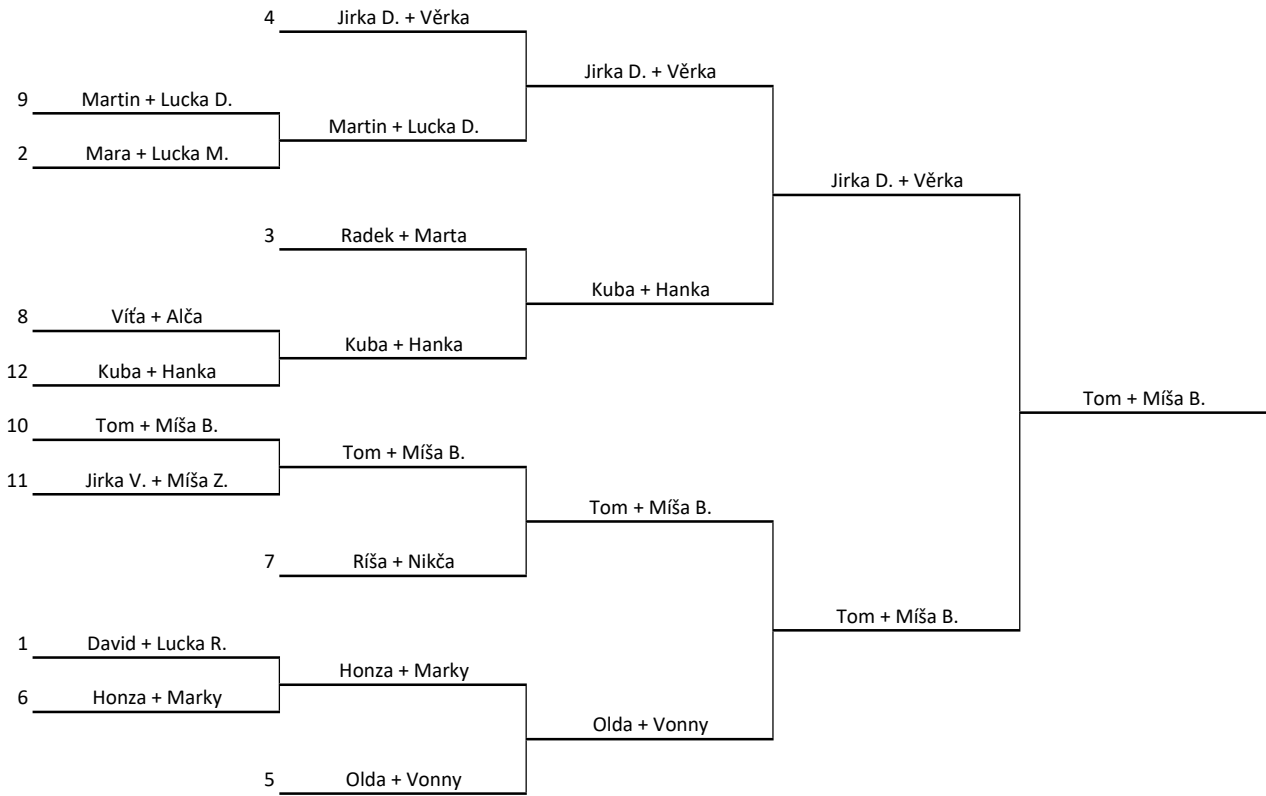 4 Jirka D. + Věrka
Jirka D. + Věrka
9 Martin + Lucka D.
Martin + Lucka D.
2 Mara + Lucka M.
Jirka D. + Věrka
3 Radek + Marta
Kuba + Hanka
8 Víťa + Alča
Kuba + Hanka
12 Kuba + Hanka
Tom + Míša B.
10 Tom + Míša B.
Tom + Míša B.
11 Jirka V. + Míša Z.
Tom + Míša B.
7 Ríša + Nikča
Tom + Míša B.
1 David + Lucka R.
Honza + Marky
6 Honza + Marky
Olda + Vonny
5 Olda + Vonny